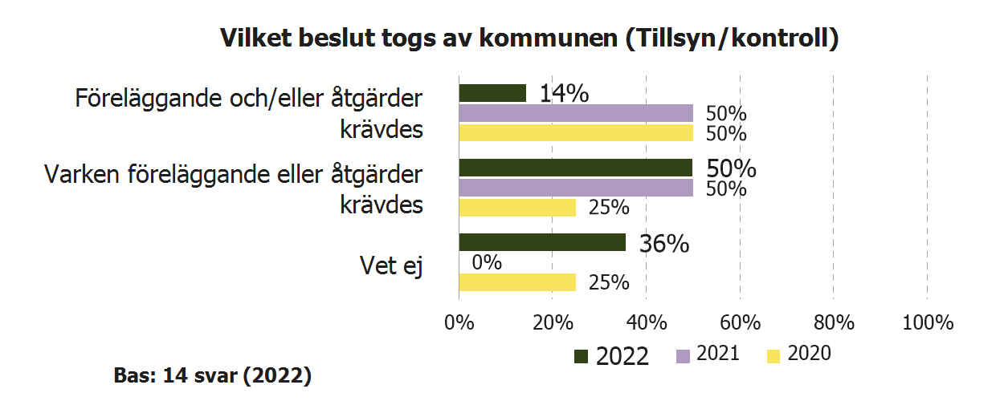 Vilket beslut togs av kommunen (Tillsyn/kontroll)
Föreläggande och/eller åtgärder
krävdes
14%
50%
50%
Varken föreläggande eller åtgärder
krävdes
50%
50%
25%
Vet ej
36%
0%
25%
0% 20% 40% 60% 80% 100%
2022 2021 2020
Bas: 14 svar (2022)